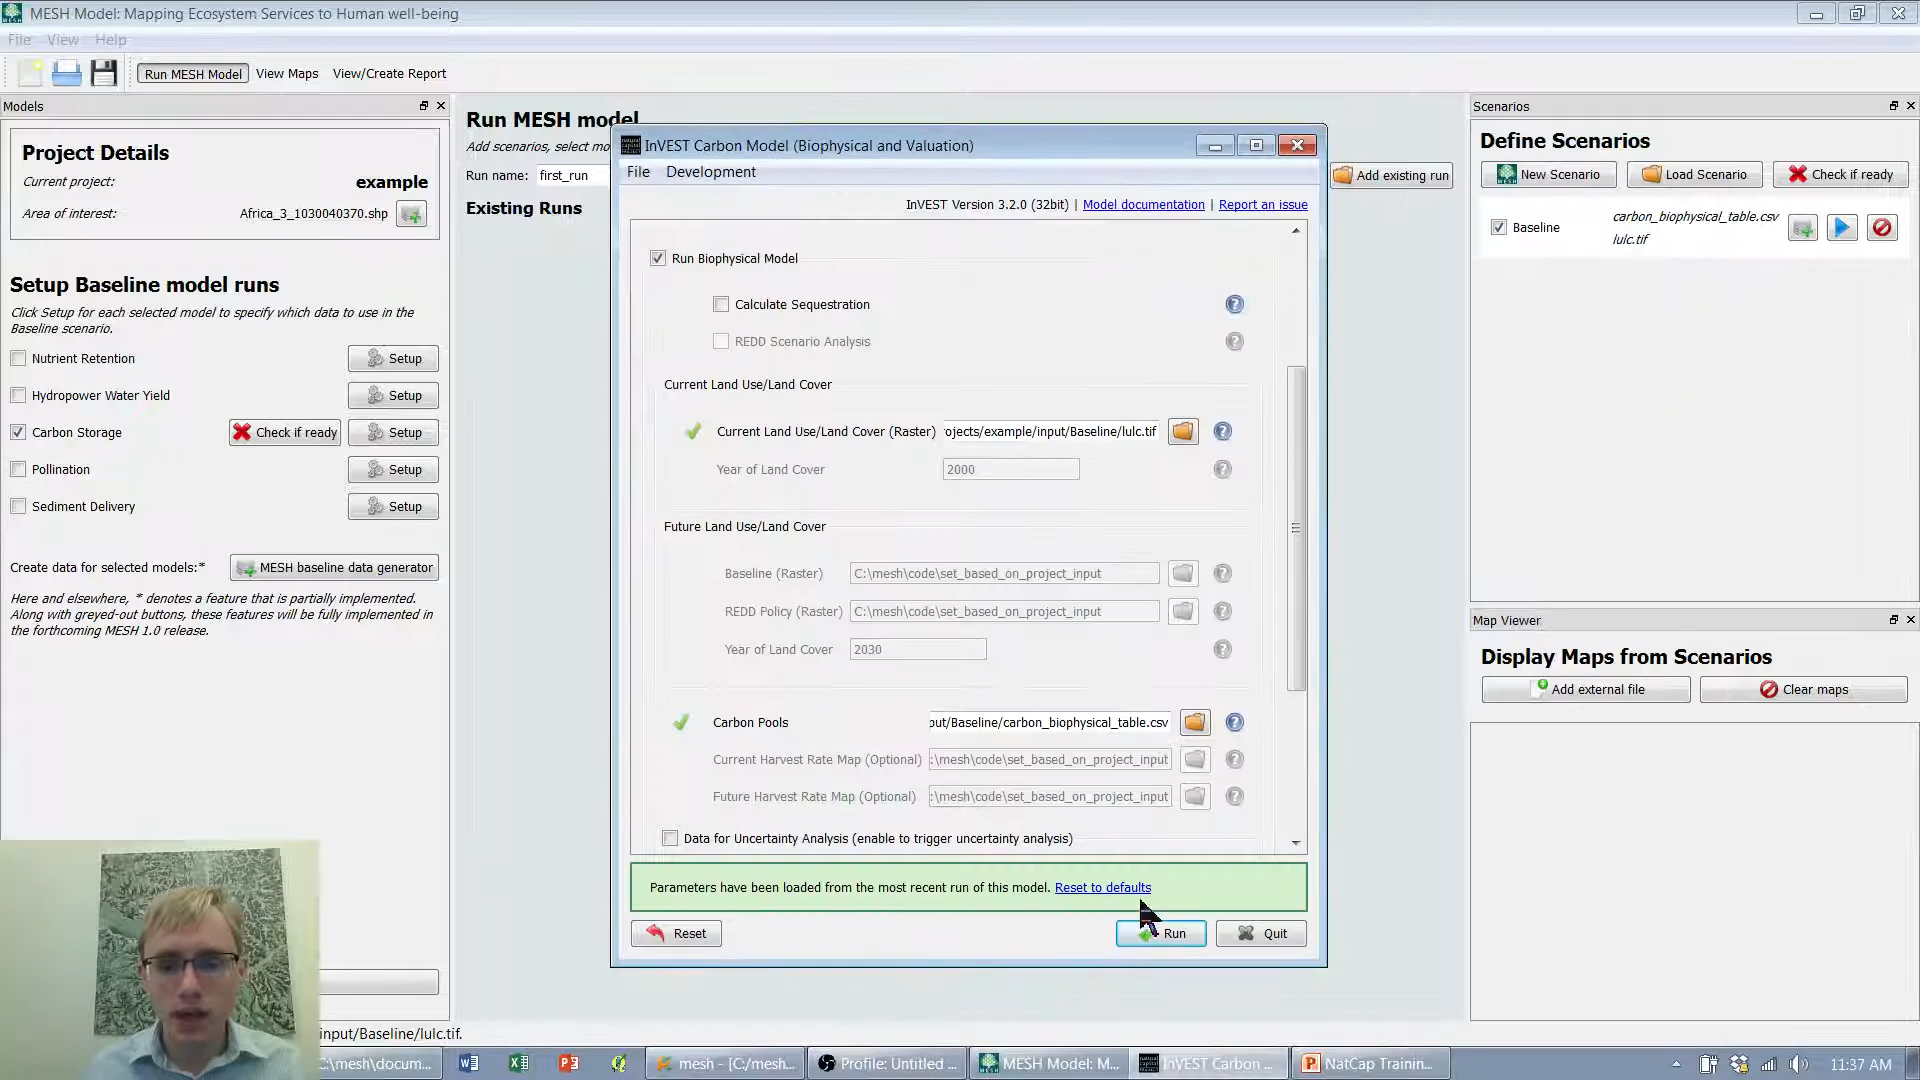 MESH Model: Mapping Ecosystem Services to Human well-being
File View Help
Run MESH Model View Maps View/Create Report
Models
Project Details
Current project: example
Area of interest: Africa_3_1030040370.shp
Setup Baseline model runs
Click Setup for each selected model to specify which data to use in the
Baseline scenario.
Nutrient Retention Setup
Hydropower Water Yield Setup
Carbon Storage Check if ready Setup
Pollination Setup
Sediment Delivery Setup
Create data for selected models:* MESH baseline data generator
Here and elsewhere, * denotes a feature that is partially implemented.
Along with greyed-out buttons, these features will be fully implemented in
the forthcoming MESH 1.0 release.
input/Baseline/lulc.tif.
Run MESH model
Add scenarios, select mo
Run name: first_run
Add existing run
Existing Runs
InVEST Carbon Model (Biophysical and Valuation)
File Development
InVEST Version 3.2.0 (32bit) | Model documentation | Report an issue
Run Biophysical Model
Calculate Sequestration
REDD Scenario Analysis
Current Land Use/Land Cover
Current Land Use/Land Cover (Raster) ojects/example/input/Baseline/lulc.tif
Year of Land Cover 2000
Future Land Use/Land Cover
Baseline (Raster) C:\mesh\code\set_based_on_project_input
REDD Policy (Raster) C:\mesh\code\set_based_on_project_input
Year of Land Cover 2030
Carbon Pools put/Baseline/carbon_biophysical_table.csv
Current Harvest Rate Map (Optional) :\mesh\code\set_based_on_project_input
Future Harvest Rate Map (Optional) :\mesh\code\set_based_on_project_input
Data for Uncertainty Analysis (enable to trigger uncertainty analysis)
Parameters have been loaded from the most recent run of this model. Reset to defaults
Reset Run Quit
Scenarios
Define Scenarios
New Scenario Load Scenario Check if ready
Baseline
carbon_biophysical_table.csv
lulc.tif
Map Viewer
Display Maps from Scenarios
Add external file Clear maps
C:\mesh\docum... mesh - [C:/mesh... Profile: Untitled ... MESH Model: M... InVEST Carbon ... NatCap Trainin... 11:37 AM